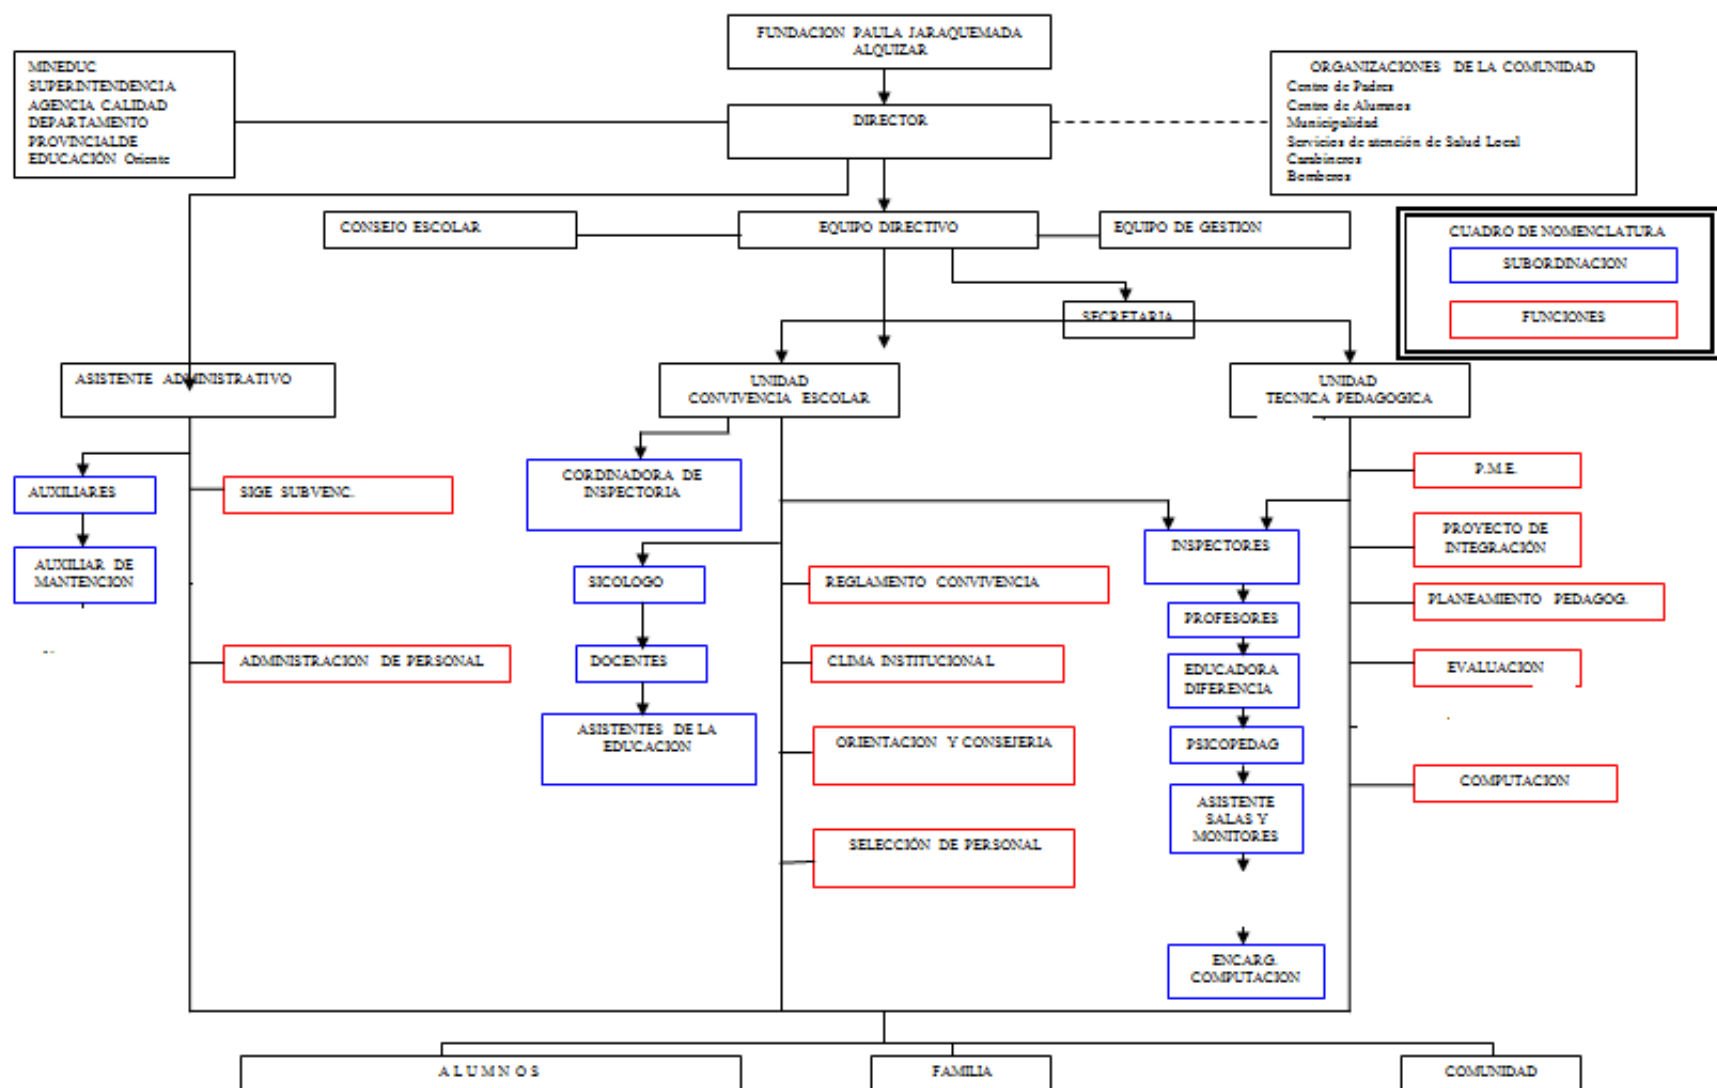 FUNDACION PAULA JARAQUEMADA
ALQUIZAR
MINEDUC
SUPERINTENDENCIA
AGENCIA CALIDAD
DEPARTAMENTO
PROVINCIALDE
EDUCACIÓN Oriente
DIRECTOR
ORGANIZACIONES DE LA COMUNIDAD
Centro de Padres
Centro de Alumnos
Municipalidad
Servicios de atención de Salud Local
Carabineros
Bomberos
CONSEJO ESCOLAR
EQUIPO DIRECTIVO
EQUIPO DE GESTION
CUADRO DE NOMENCLATURA
SUBORDINACION
FUNCIONES
SECRETARIA
ASISTENTE ADMINISTRATIVO
UNIDAD
CONVIVENCIA ESCOLAR
UNIDAD
TECNICA PEDAGOGICA
AUXILIARES
AUXILIAR DE
MANTENCION
SIGE SUBVENC.
ADMINISTRACION DE PERSONAL
CORDINADORA DE
INSPECTORIA
SICOLOGO
DOCENTES
ASISTENTES DE LA
EDUCACION
REGLAMENTO CONVIVENCIA
CLIMA INSTITUCIONAL
ORIENTACION Y CONSEJERIA
SELECCIÓN DE PERSONAL
INSPECTORES
PROFESORES
EDUCADORA
DIFERENCIA
PSICOPEDAG
ASISTENTE
SALAS Y
MONITORES
ENCARG.
COMPUTACION
P.M.E.
PROYECTO DE
INTEGRACIÓN
PLANEAMIENTO PEDAGOG.
EVALUACION
COMPUTACION
ALUMNOS
FAMILIA
COMUNIDAD